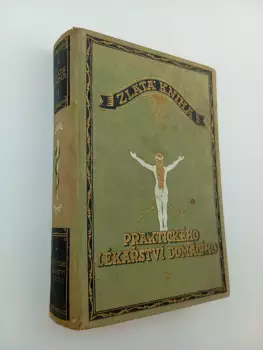 ZLATÁ KNIHA
PRAKTICKÉHO
LÉKAŘSTVÍ DOMÁCÍHO